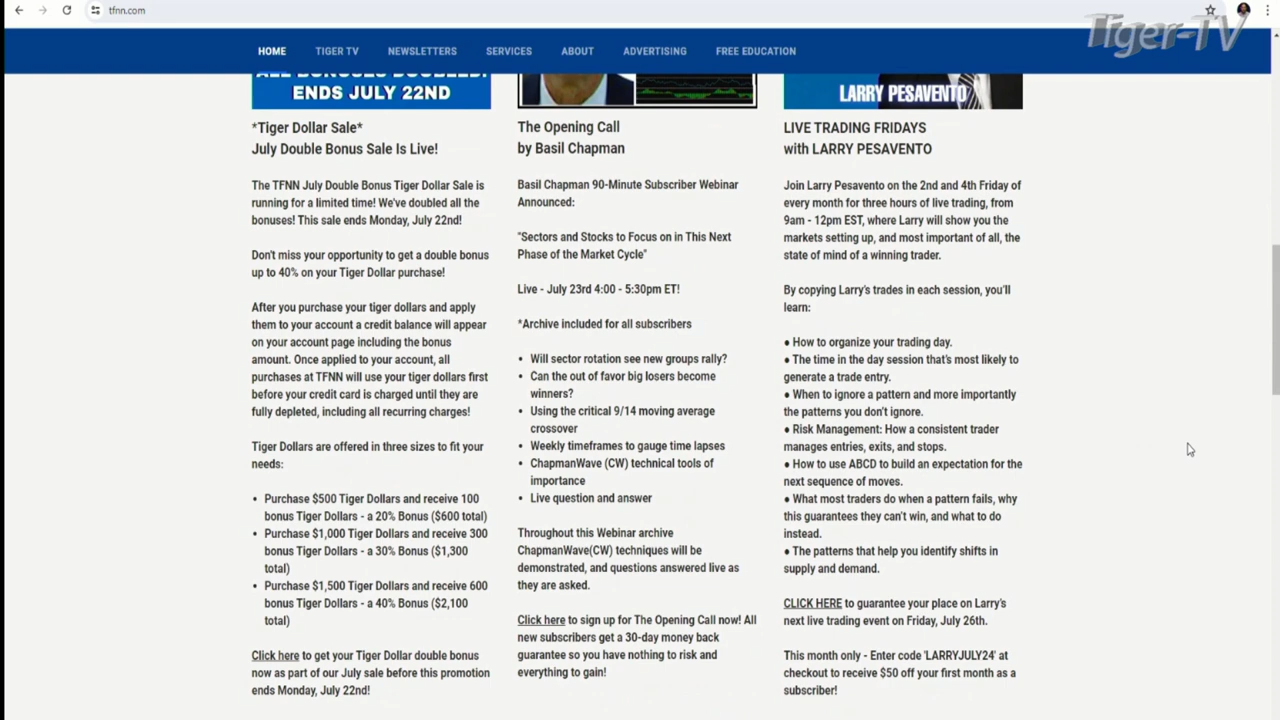 tfnn.com
Tiger-TV
HOME
TIGER TV
NEWSLETTERS
SERVICES
ABOUT
ADVERTISING
FREE EDUCATION
ALL BONUSES DOUBLED!
ENDS JULY 22ND
*Tiger Dollar Sale*
July Double Bonus Sale Is Live!
The TFNN July Double Bonus Tiger Dollar Sale is
running for a limited time! We've doubled all the
bonuses! This sale ends Monday, July 22nd!
Don't miss your opportunity to get a double bonus
up to 40% on your Tiger Dollar purchase!
After you purchase your tiger dollars and apply
them to your account a credit balance will appear
on your account page including the bonus
amount. Once applied to your account, all
purchases at TFNN will use your tiger dollars first
before your credit card is charged until they are
fully depleted, including all recurring charges!
Tiger Dollars are offered in three sizes to fit your
needs:
• Purchase $500 Tiger Dollars and receive 100
bonus Tiger Dollars - a 20% Bonus ($600 total)
• Purchase $1,000 Tiger Dollars and receive 300
bonus Tiger Dollars - a 30% Bonus ($1,300
total)
• Purchase $1,500 Tiger Dollars and receive 600
bonus Tiger Dollars - a 40% Bonus ($2,100
total)
Click here to get your Tiger Dollar double bonus
now as part of our July sale before this promotion
ends Monday, July 22nd!
The Opening Call
by Basil Chapman
Basil Chapman 90-Minute Subscriber Webinar
Announced:
"Sectors and Stocks to Focus on in This Next
Phase of the Market Cycle"
Live - July 23rd 4:00 - 5:30pm ET!
*Archive included for all subscribers
• Will sector rotation see new groups rally?
• Can the out of favor big losers become
winners?
• Using the critical 9/14 moving average
crossover
• Weekly timeframes to gauge time lapses
• ChapmanWave (CW) technical tools of
importance
• Live question and answer
Throughout this Webinar archive
ChapmanWave(CW) techniques will be
demonstrated, and questions answered live as
they are asked.
Click here to sign up for The Opening Call now! All
new subscribers get a 30-day money back
guarantee so you have nothing to risk and
everything to gain!
LARRY PESAVENTO
LIVE TRADING FRIDAYS
with LARRY PESAVENTO
Join Larry Pesavento on the 2nd and 4th Friday of
every month for three hours of live trading, from
9am - 12pm EST, where Larry will show you the
markets setting up, and most important of all, the
state of mind of a winning trader.
By copying Larry's trades in each session, you'll
learn:
● How to organize your trading day.
● The time in the day session that's most likely to
generate a trade entry.
● When to ignore a pattern and more importantly
the patterns you don't ignore.
● Risk Management: How a consistent trader
manages entries, exits, and stops.
● How to use ABCD to build an expectation for the
next sequence of moves.
● What most traders do when a pattern fails, why
this guarantees they can't win, and what to do
instead.
● The patterns that help you identify shifts in
supply and demand.
CLICK HERE to guarantee your place on Larry's
next live trading event on Friday, July 26th.
This month only - Enter code 'LARRYJULY24' at
checkout to receive $50 off your first month as a
subscriber!